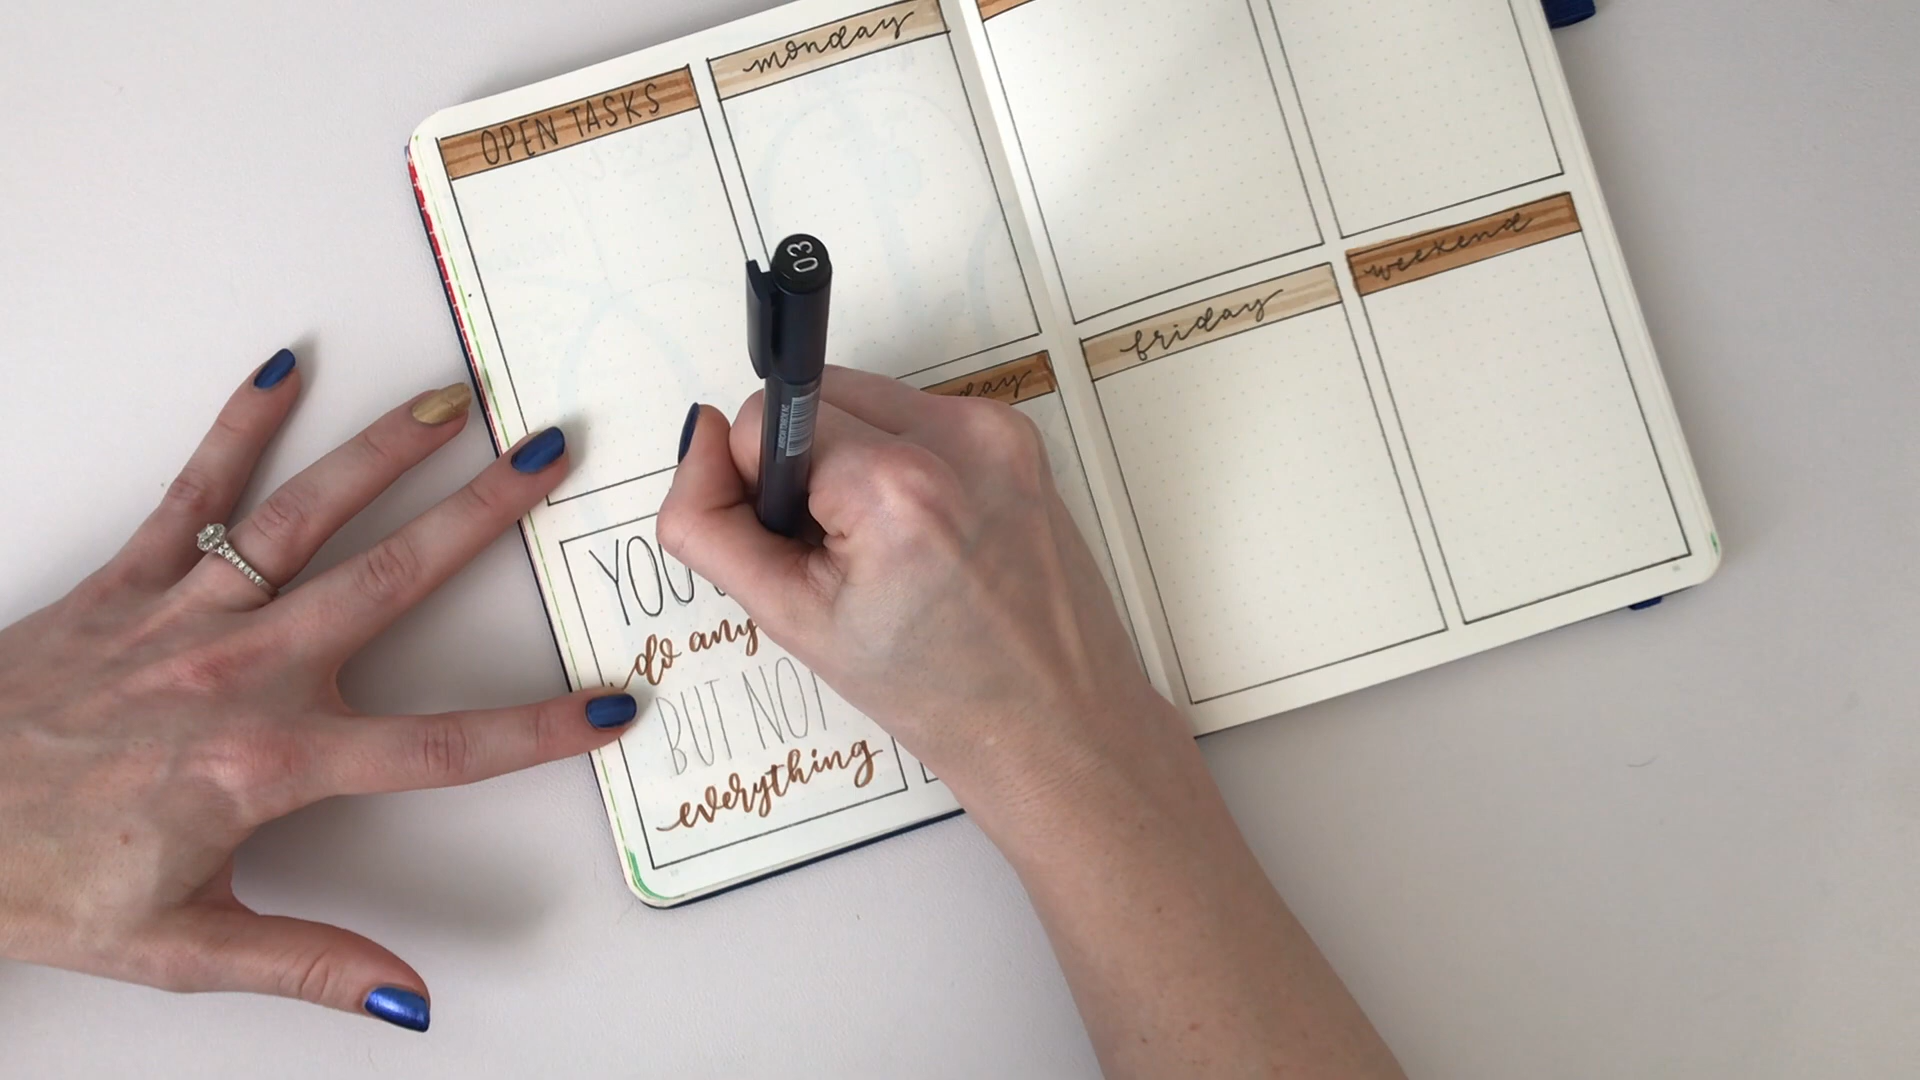 OPEN TASKS
monday
friday
weekend
03
YOU
do any
BUT NOT
everything